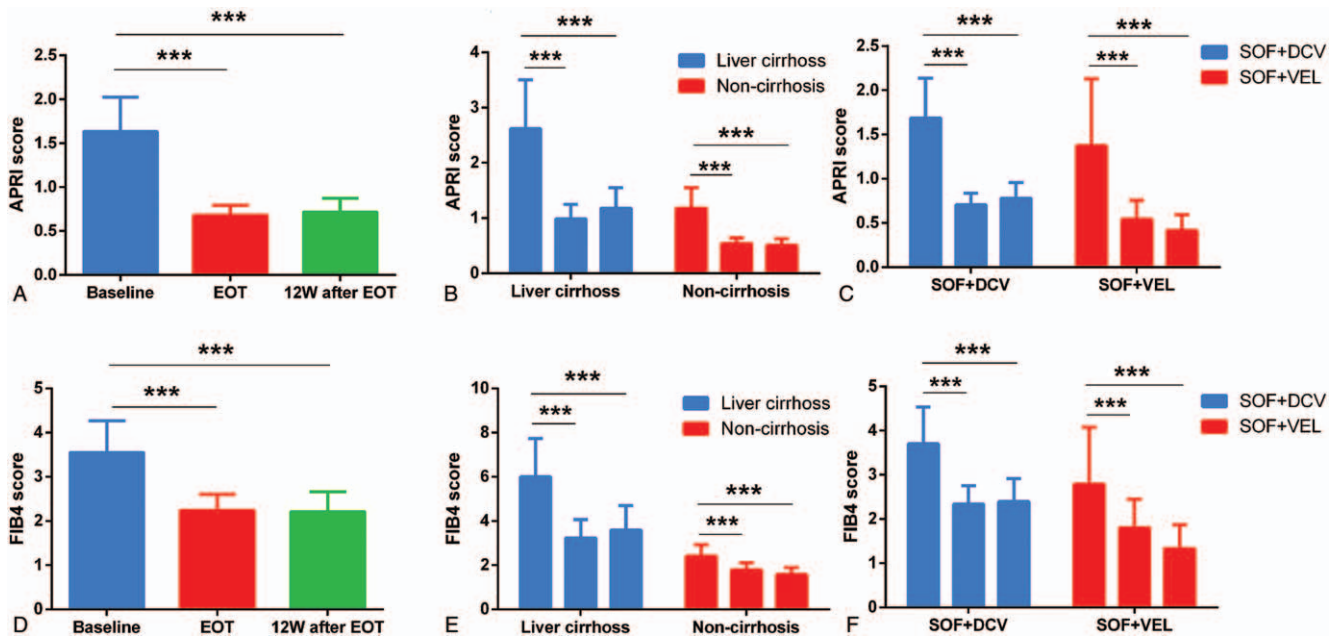 ***
***
2.5
2.0
1.5
1.0
0.5
0.0
APRI score
Baseline
EOT
12W after EOT
A
***
***
***
***
4
3
2
1
0
APRI score
Liver cirrhoss
Non-cirrhosis
Liver cirrhoss
Non-cirrhosis
B
***
***
***
***
2.5
2.0
1.5
1.0
0.5
0.0
APRI score
SOF+DCV
SOF+VEL
SOF+DCV
SOF+VEL
C
***
***
5
4
3
2
1
0
FIB4 score
Baseline
EOT
12W after EOT
D
***
***
***
***
10
8
6
4
2
0
FIB4 score
Liver cirrhoss
Non-cirrhosis
Liver cirrhoss
Non-cirrhosis
E
***
***
***
***
5
4
3
2
1
0
FIB4 score
SOF+DCV
SOF+VEL
SOF+DCV
SOF+VEL
F